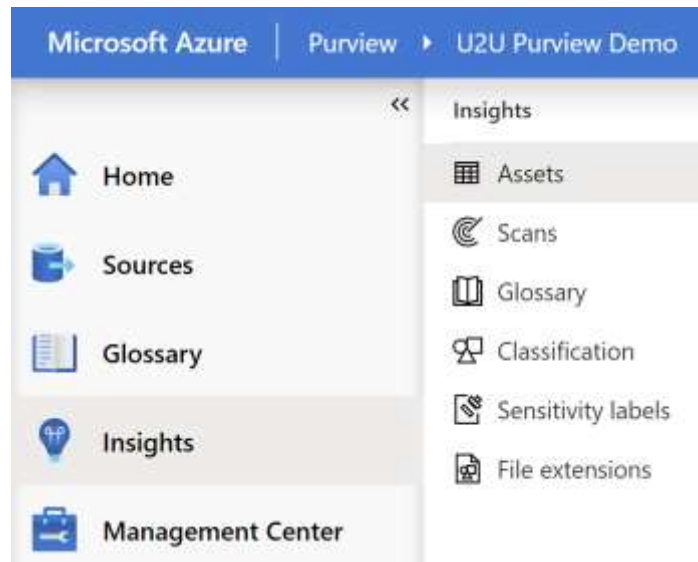 Microsoft Azure | Purview ▸ U2U Purview Demo
«
Home
Sources
Glossary
Insights
Management Center
Insights
Assets
Scans
Glossary
Classification
Sensitivity labels
File extensions